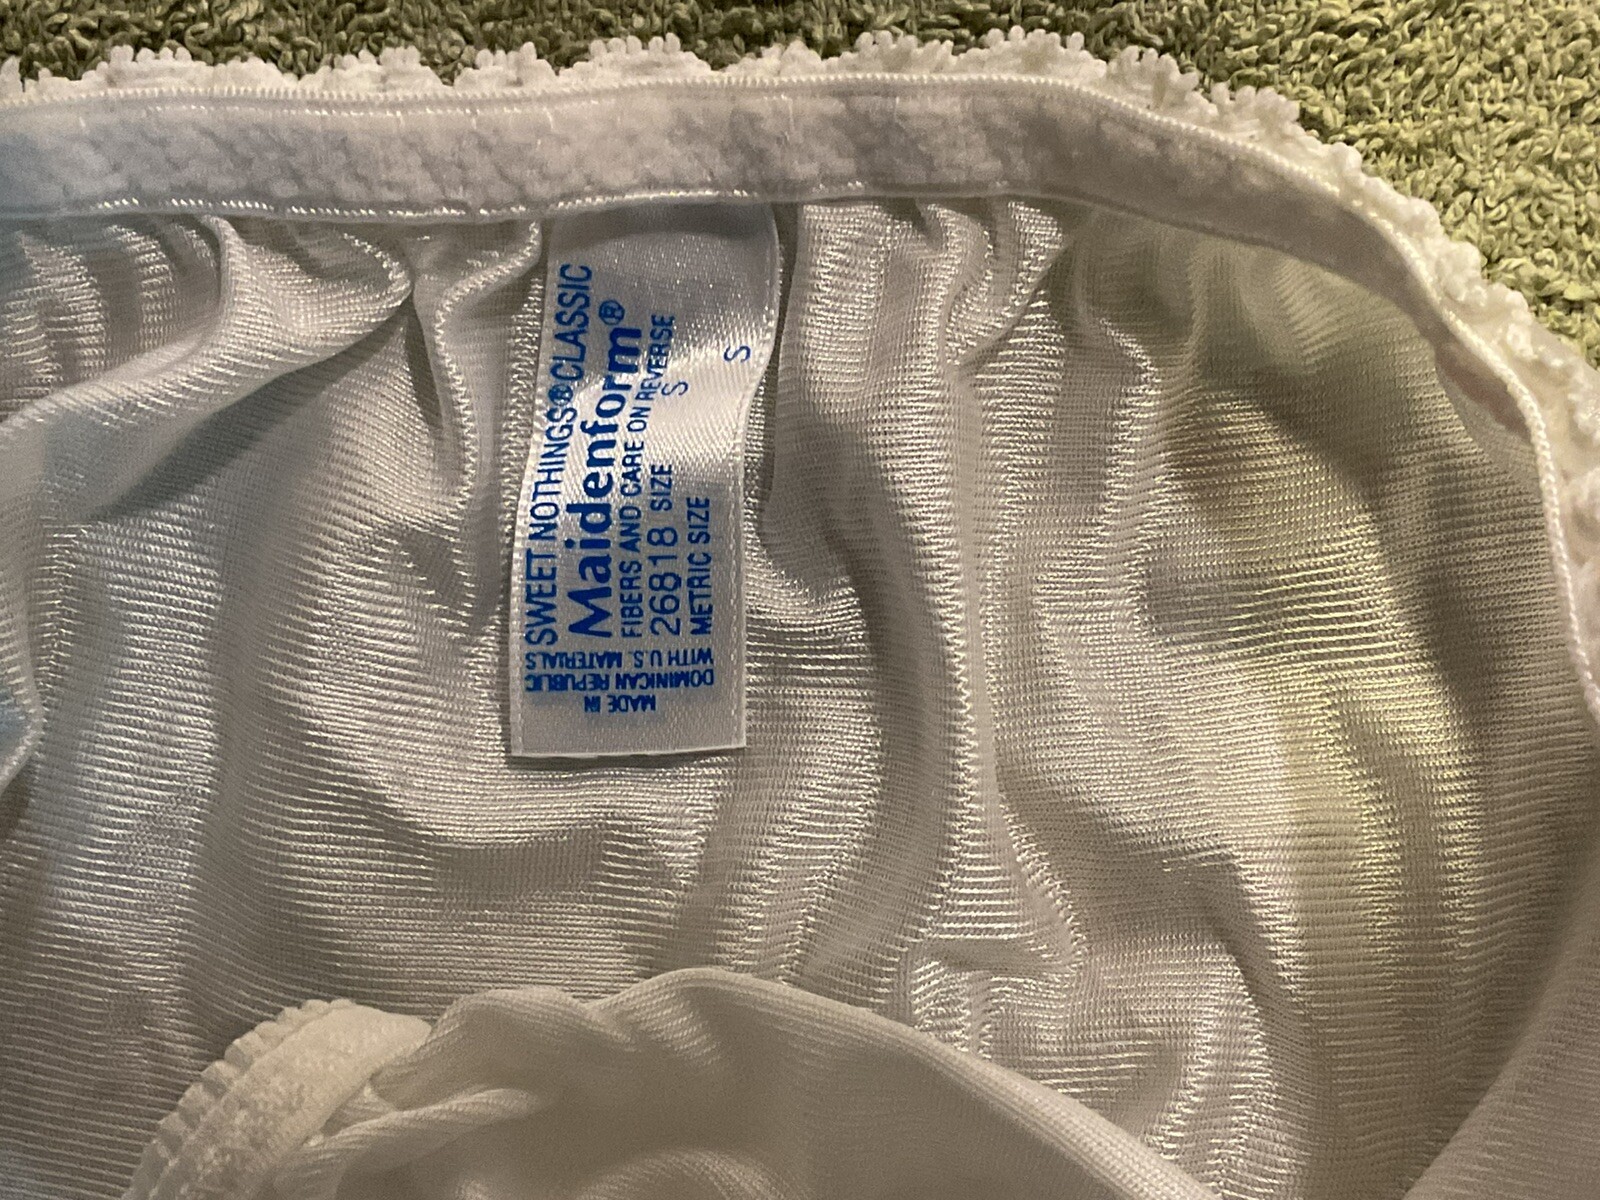 SWEET NOTHINGS® CLASSIC
Maidenform®
FIBERS AND CARE ON REVERSE
26818 SIZE S
METRIC SIZE S
MADE IN
DOMINICAN REPUBLIC
WITH U.S. MATERIALS